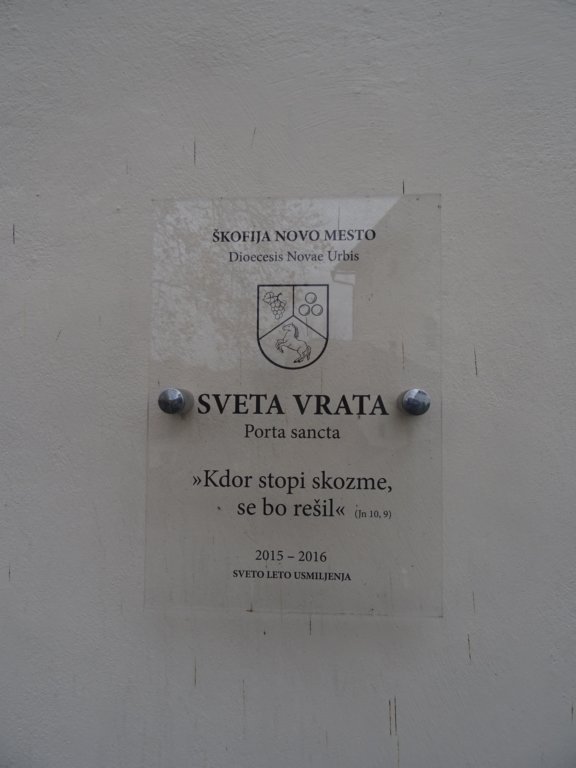 ŠKOFIJA NOVO MESTO
Dioecesis Novae Urbis
SVETA VRATA
Porta sancta
»Kdor stopi skozme,
se bo rešil« (Jn 10, 9)
2015 – 2016
SVETO LETO USMILJENJA